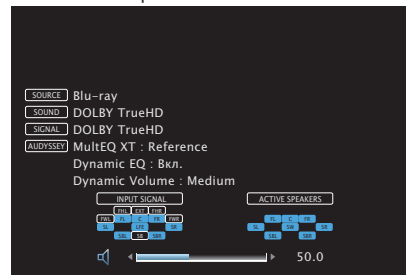 SOURCE Blu-ray
SOUND DOLBY TrueHD
SIGNAL DOLBY TrueHD
AUDYSSEY MultEQ XT : Reference
Dynamic EQ : Вкл.
Dynamic Volume : Medium
INPUT SIGNAL ACTIVE SPEAKERS
FHL EXT FHR
FWL FL C FR FWR FL C FR
SL LFE SR SL SW SR
SBL SB SBR SBL SBR
50.0